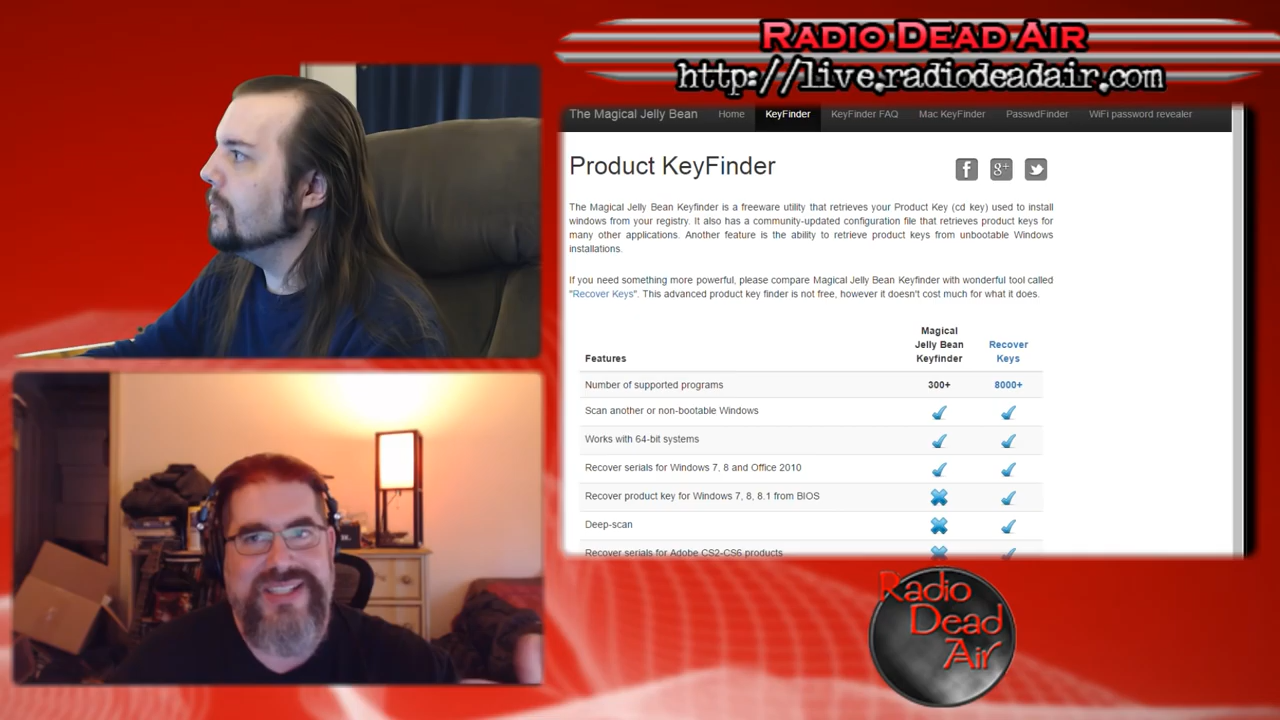 Radio Dead Air
http://live.radiodeadair.com
The Magical Jelly Bean Home KeyFinder KeyFinder FAQ Mac KeyFinder PasswdFinder WiFi password revealer
Product KeyFinder
f g+
The Magical Jelly Bean Keyfinder is a freeware utility that retrieves your Product Key (cd key) used to install
windows from your registry. It also has a community-updated configuration file that retrieves product keys for
many other applications. Another feature is the ability to retrieve product keys from unbootable Windows
installations.
If you need something more powerful, please compare Magical Jelly Bean Keyfinder with wonderful tool called
"Recover Keys". This advanced product key finder is not free, however it doesn't cost much for what it does.
Features
Magical
Jelly Bean
Keyfinder
Recover
Keys
Number of supported programs 300+ 8000+
Scan another or non-bootable Windows
Works with 64-bit systems
Recover serials for Windows 7, 8 and Office 2010
Recover product key for Windows 7, 8, 8.1 from BIOS
Deep-scan
Recover serials for Adobe CS2-CS6 products
Radio
Dead
Air